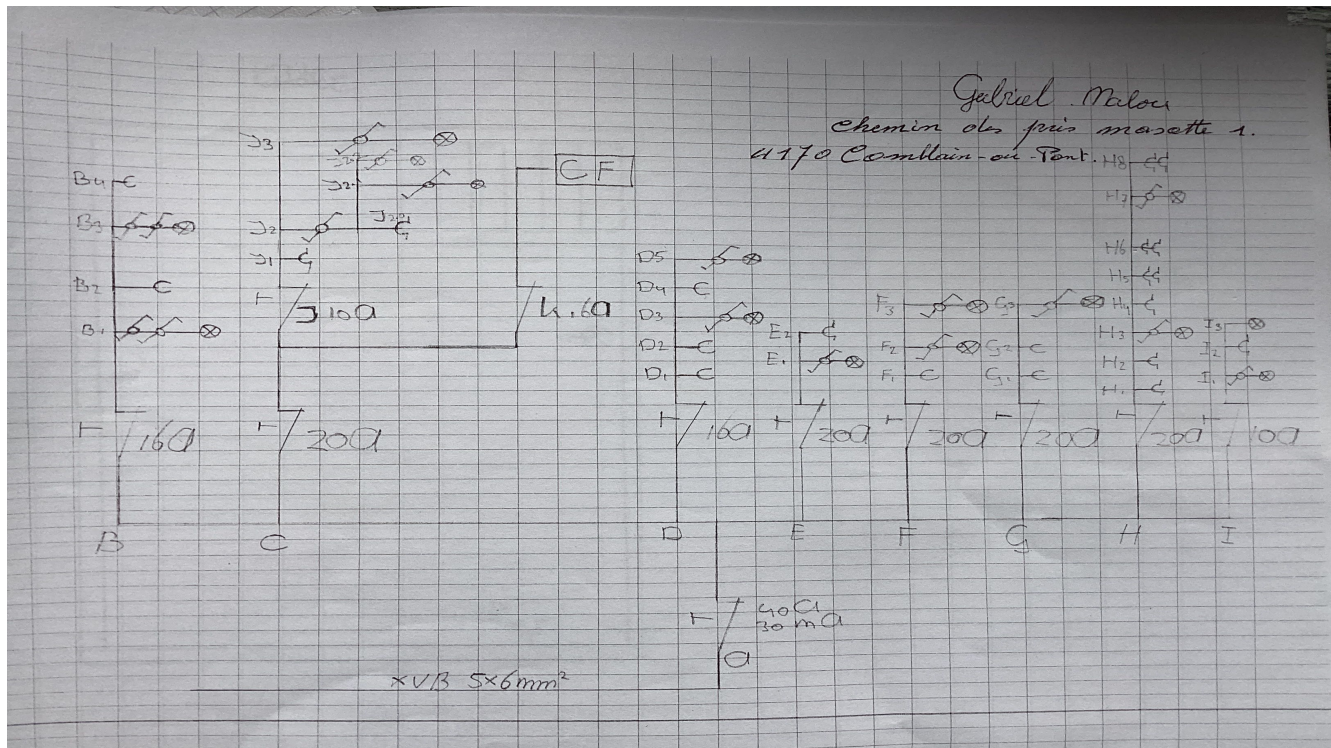 Gabriel Malou
chemin des prés masette 1.
4170 Comblain-au-Pont.
H8
J3
CF
B4
J2
H7
B3
J2
H6
J1
D5
H5
B2
D4
J 10A
K.6A
D3
F3
G3
H4
B1
E2
H3
I3
D2
F2
G2
I2
E1
H2
D1
F1
G1
I1
H1
16A
20A
16A
20A
20A
20A
20A
10A
B
C
D
E
F
G
H
I
40A
30mA
a
XVB 5x6mm²